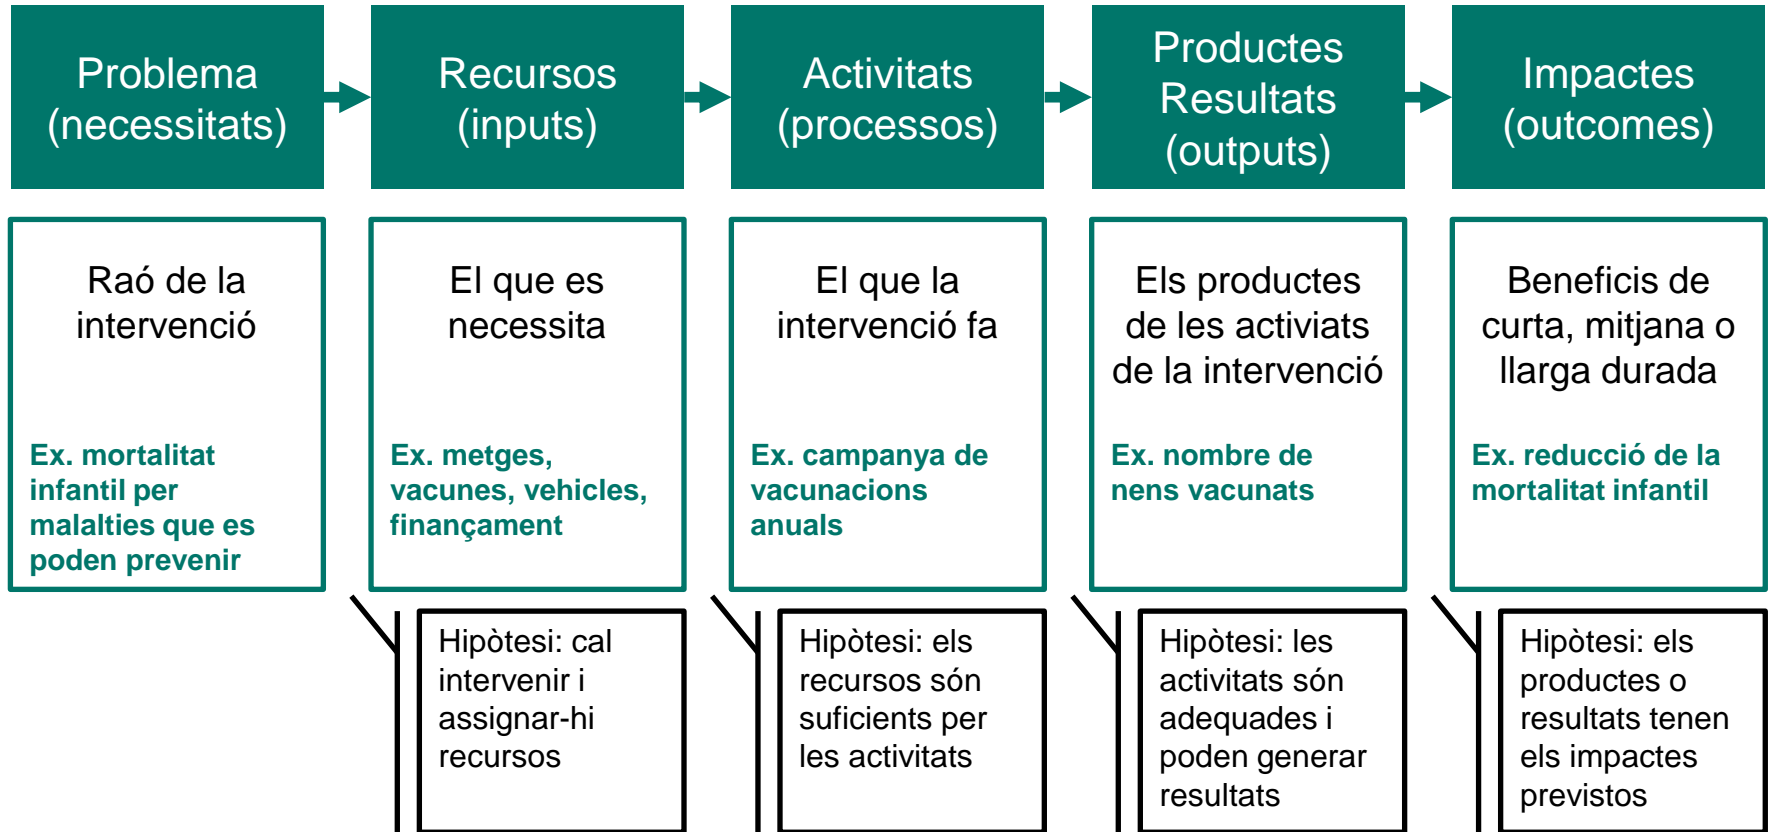 Problema
(necessitats)
Recursos
(inputs)
Activitats
(processos)
Productes
Resultats
(outputs)
Impactes
(outcomes)
Raó de la
intervenció
Ex. mortalitat
infantil per
malalties que es
poden prevenir
El que es
necessita
Ex. metges,
vacunes, vehicles,
finançament
El que la
intervenció fa
Ex. campanya de
vacunacions
anuals
Els productes
de les activiats
de la intervenció
Ex. nombre de
nens vacunats
Beneficis de
curta, mitjana o
llarga durada
Ex. reducció de la
mortalitat infantil
Hipòtesi: cal
intervenir i
assignar-hi
recursos
Hipòtesi: els
recursos són
suficients per
les activitats
Hipòtesi: les
activitats són
adequades i
poden generar
resultats
Hipòtesi: els
productes o
resultats tenen
els impactes
previstos